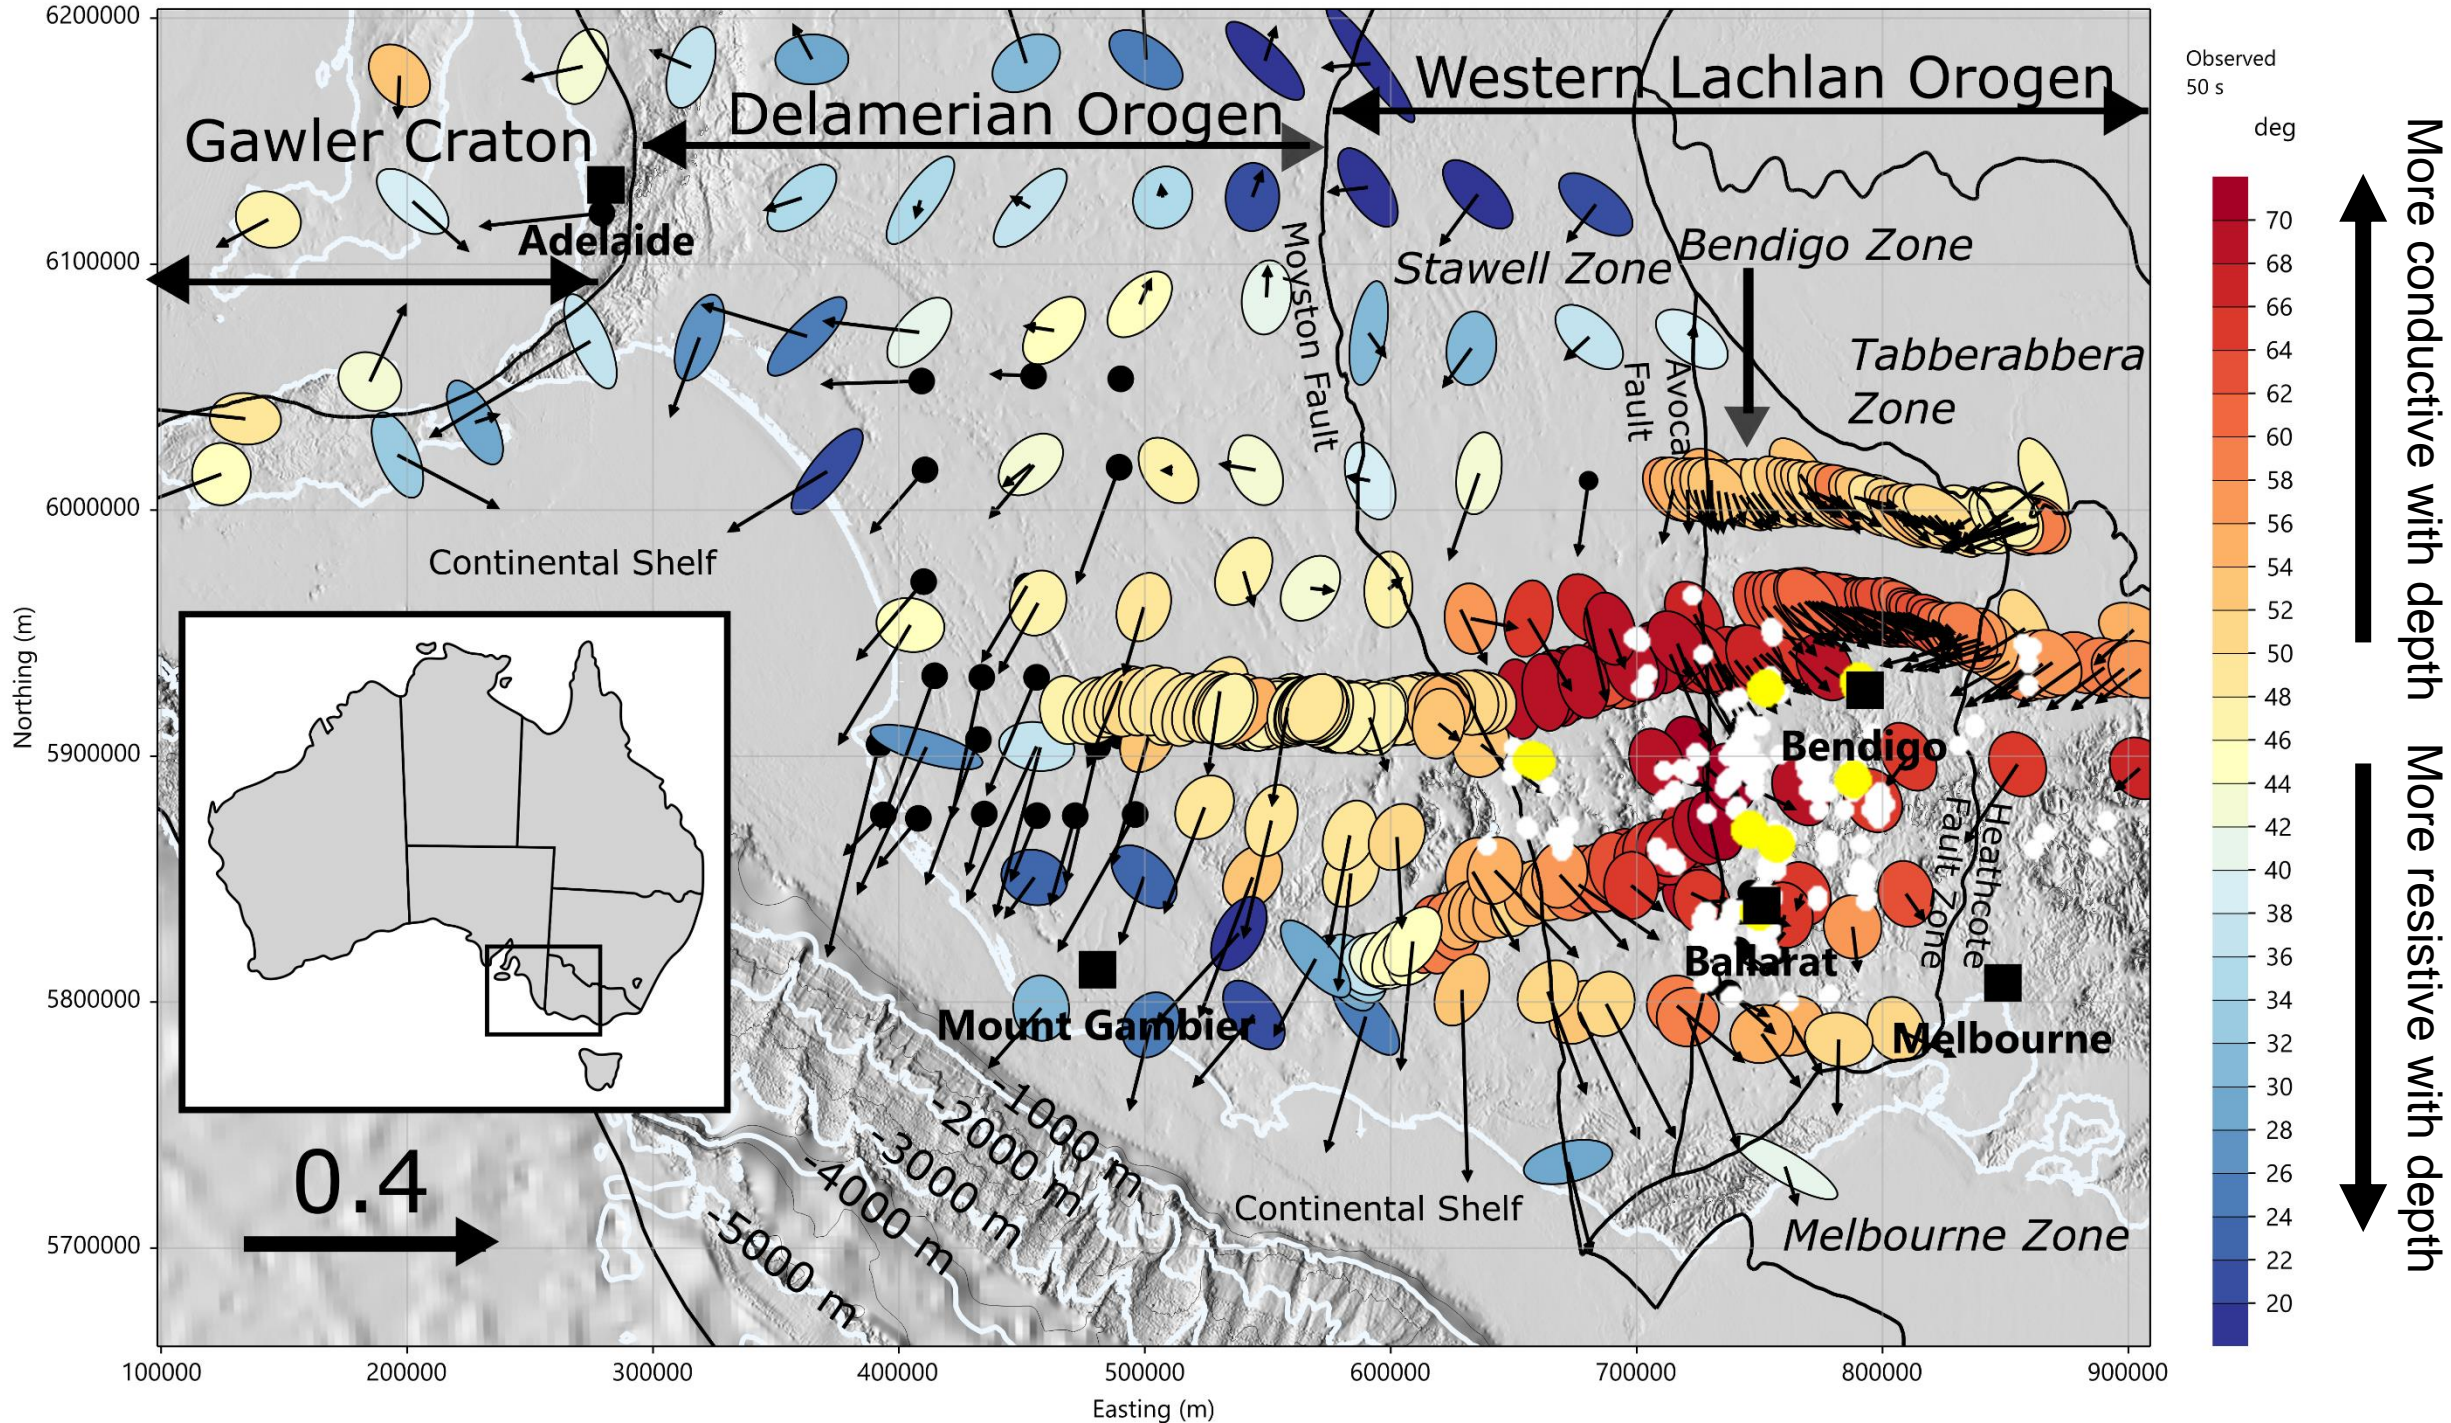 6200000
6100000
6000000
5900000
5800000
5700000
Northing (m)
100000
200000
300000
400000
500000
600000
700000
800000
900000
Easting (m)
Gawler Craton
Delamerian Orogen
Western Lachlan Orogen
Adelaide
Moyston Fault
Stawell Zone
Bendigo Zone
Avoca
Fault
Tabberabbera
Zone
Continental Shelf
Bendigo
Heathcote
Fault Zone
Ballarat
Mount Gambier
Melbourne
-1000 m
-2000 m
-3000 m
-4000 m
-5000 m
Continental Shelf
Melbourne Zone
0.4
Observed
50 s
deg
70
68
66
64
62
60
58
56
54
52
50
48
46
44
42
40
38
36
34
32
30
28
26
24
22
20
More conductive with depth
More resistive with depth